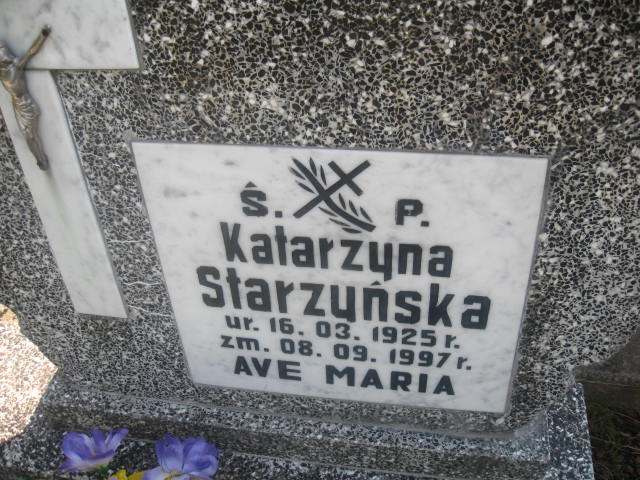 Ś. P.
Katarzyna
Starzyńska
ur. 16. 03. 1925 r.
zm. 08. 09. 1997 r.
AVE MARIA